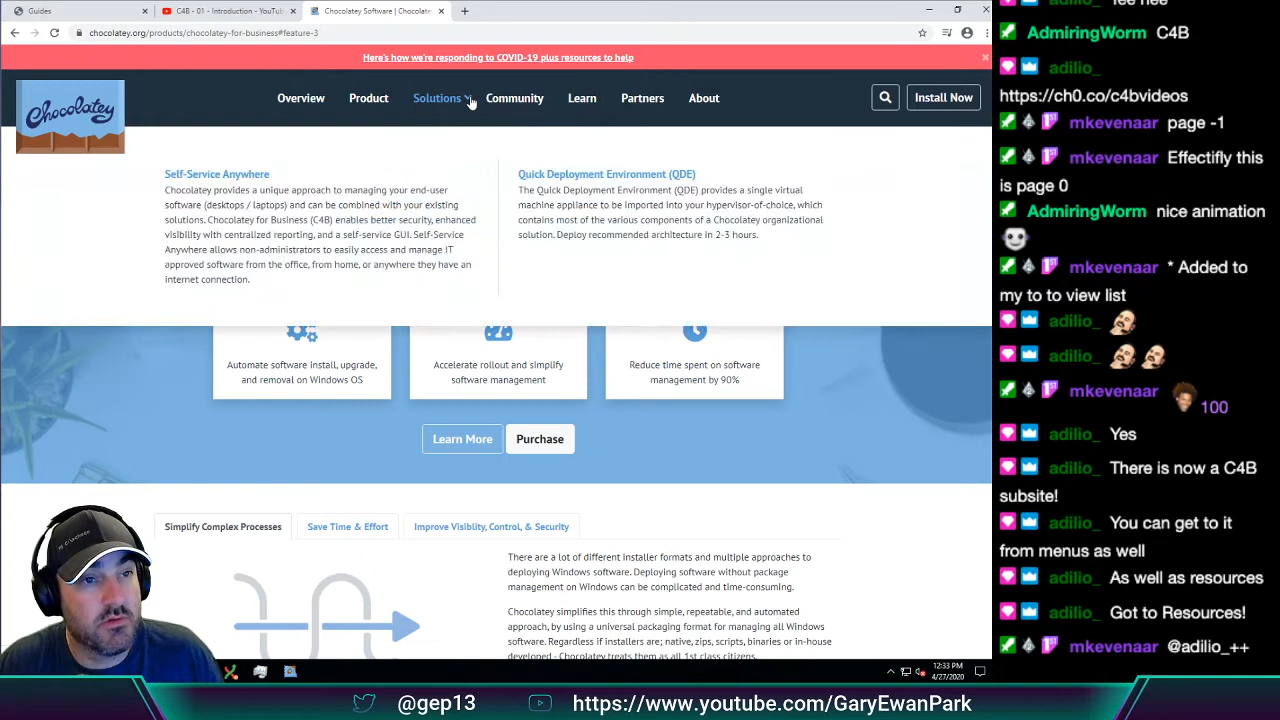 Guides
C4B - 01 - Introduction - YouTu
Chocolatey Software | Chocolate
chocolatey.org/products/chocolatey-for-business#feature-3
Here's how we're responding to COVID-19 plus resources to help
Chocolatey
Overview
Product
Solutions
Community
Learn
Partners
About
Install Now
Self-Service Anywhere
Chocolatey provides a unique approach to managing your end-user
software (desktops / laptops) and can be combined with your existing
solutions. Chocolatey for Business (C4B) enables better security, enhanced
visibility with centralized reporting, and a self-service GUI. Self-Service
Anywhere allows non-administrators to easily access and manage IT
approved software from the office, from home, or anywhere they have an
internet connection.
Quick Deployment Environment (QDE)
The Quick Deployment Environment (QDE) provides a single virtual
machine appliance to be imported into your hypervisor-of-choice, which
contains most of the various components of a Chocolatey organizational
solution. Deploy recommended architecture in 2-3 hours.
Automate software install, upgrade,
and removal on Windows OS
Accelerate rollout and simplify
software management
Reduce time spent on software
management by 90%
Learn More
Purchase
Simplify Complex Processes
Save Time & Effort
Improve Visiblity, Control, & Security
There are a lot of different installer formats and multiple approaches to
deploying Windows software. Deploying software without package
management on Windows can be complicated and time-consuming.
Chocolatey simplifies this through simple, repeatable, and automated
approach, by using a universal packaging format for managing all Windows
software. Regardless if installers are; native, zips, scripts, binaries or in-house
developed - Chocolatey treats them as all 1st class citizens.
12:33 PM
4/27/2020
@gep13
https://www.youtube.com/GaryEwanPark
AdmiringWorm C4B
adilio_
https://ch0.co/c4bvideos
mkevenaar page -1
mkevenaar Effectifly this
is page 0
AdmiringWorm nice animation
mkevenaar * Added to
my to to view list
adilio_
adilio_
mkevenaar 100
adilio_ Yes
adilio_ There is now a C4B
subsite!
adilio_ You can get to it
from menus as well
adilio_ As well as resources
adilio_ Got to Resources!
mkevenaar @adilio_++